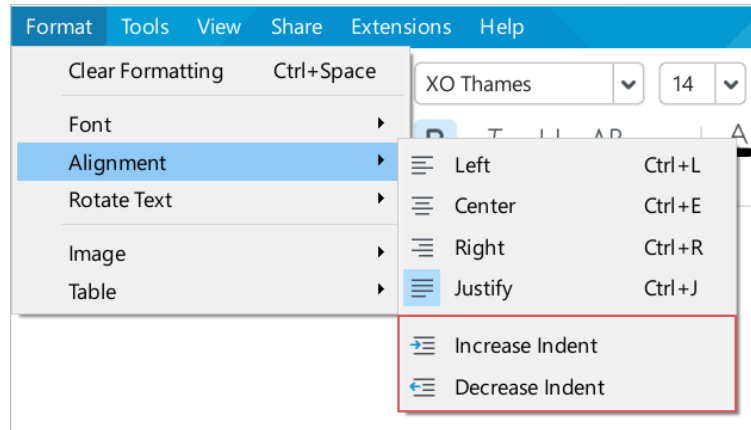 Format Tools View Share Extensions Help
Clear Formatting Ctrl+Space
XO Thames 14
Font
Alignment
Rotate Text
Image
Table
Left Ctrl+L
Center Ctrl+E
Right Ctrl+R
Justify Ctrl+J
Increase Indent
Decrease Indent